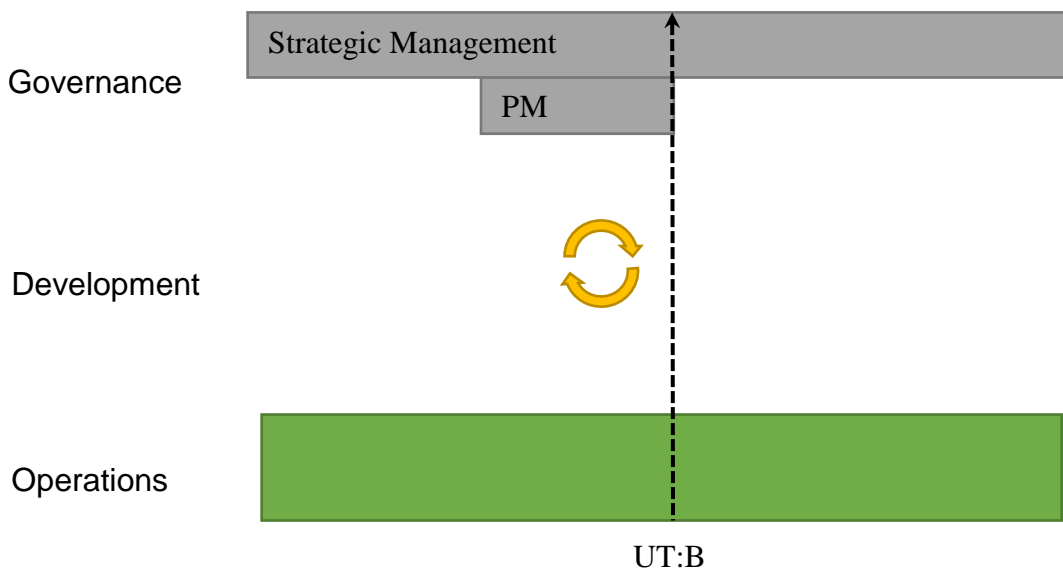 Strategic Management
Governance
PM
Development
Operations
UT:B